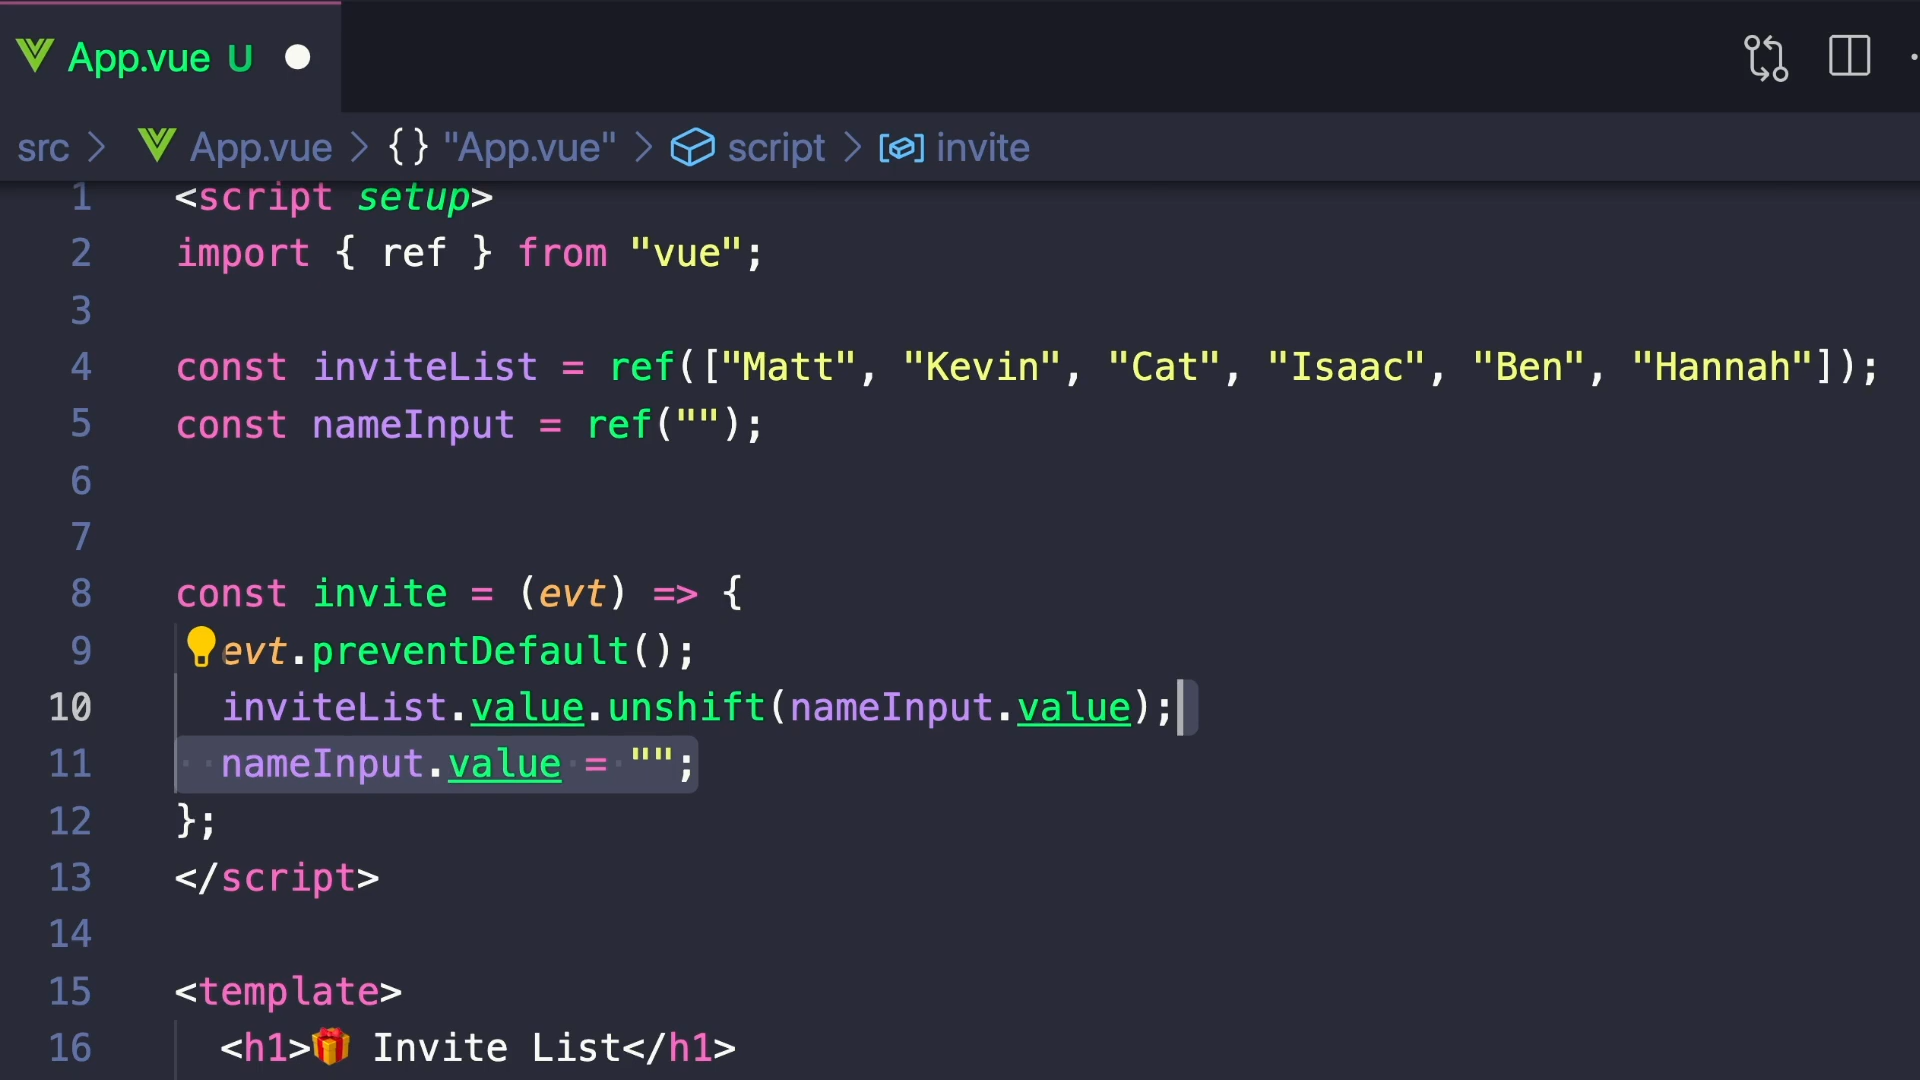 App.vue U
src > App.vue > {} "App.vue" > script > invite
1 <script setup>
2 import { ref } from "vue";
3
4 const inviteList = ref(["Matt", "Kevin", "Cat", "Isaac", "Ben", "Hannah"]);
5 const nameInput = ref("");
6
7
8 const invite = (evt) => {
9 evt.preventDefault();
10 inviteList.value.unshift(nameInput.value);
11 nameInput.value = "";
12 };
13 </script>
14
15 <template>
16 <h1>🎁 Invite List</h1>